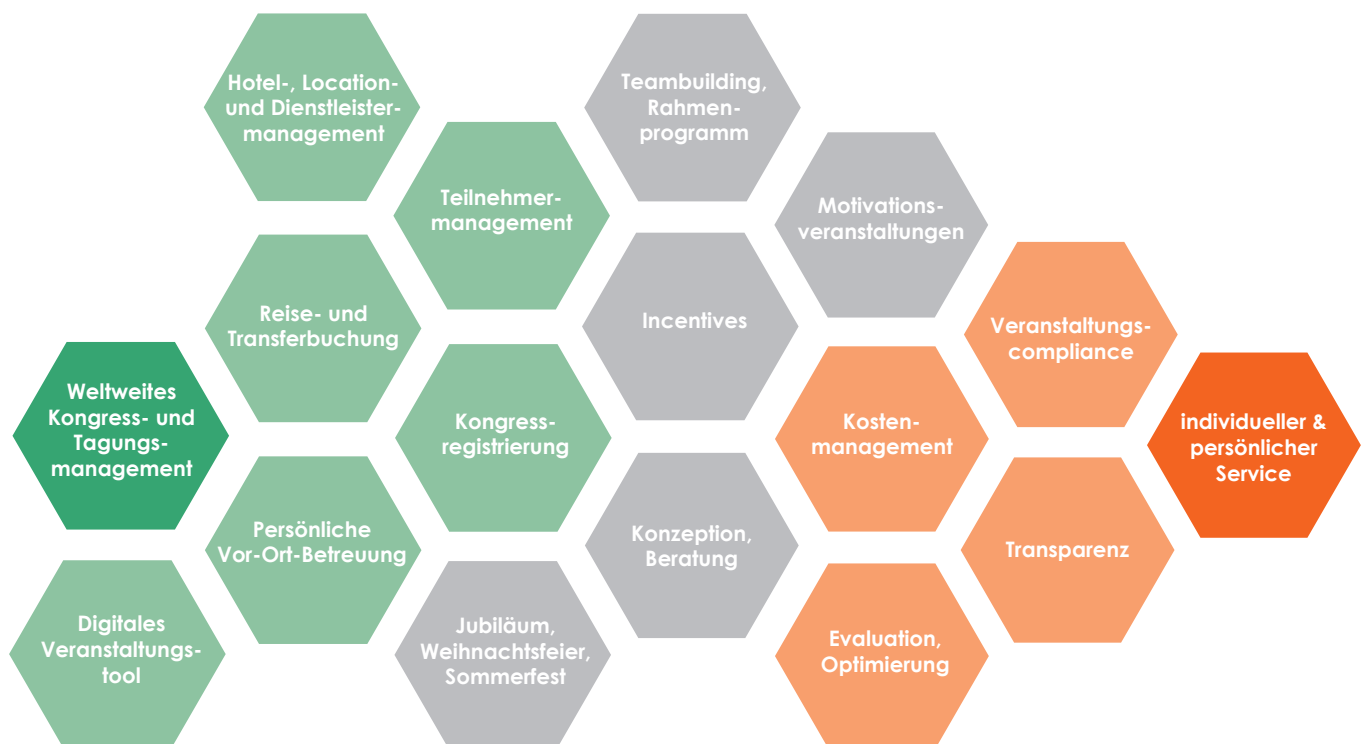 Hotel-, Location-
und Dienstleister-
management
Teambuilding,
Rahmen-
programm
Teilnehmer-
management
Motivations-
veranstaltungen
Reise- und
Transferbuchung
Incentives
Veranstaltungs-
compliance
Weltweites
Kongress- und
Tagungs-
management
Kongress-
registrierung
Kosten-
management
individueller &
persönlicher
Service
Persönliche
Vor-Ort-Betreuung
Konzeption,
Beratung
Transparenz
Digitales
Veranstaltungs-
tool
Jubiläum,
Weihnachtsfeier,
Sommerfest
Evaluation,
Optimierung